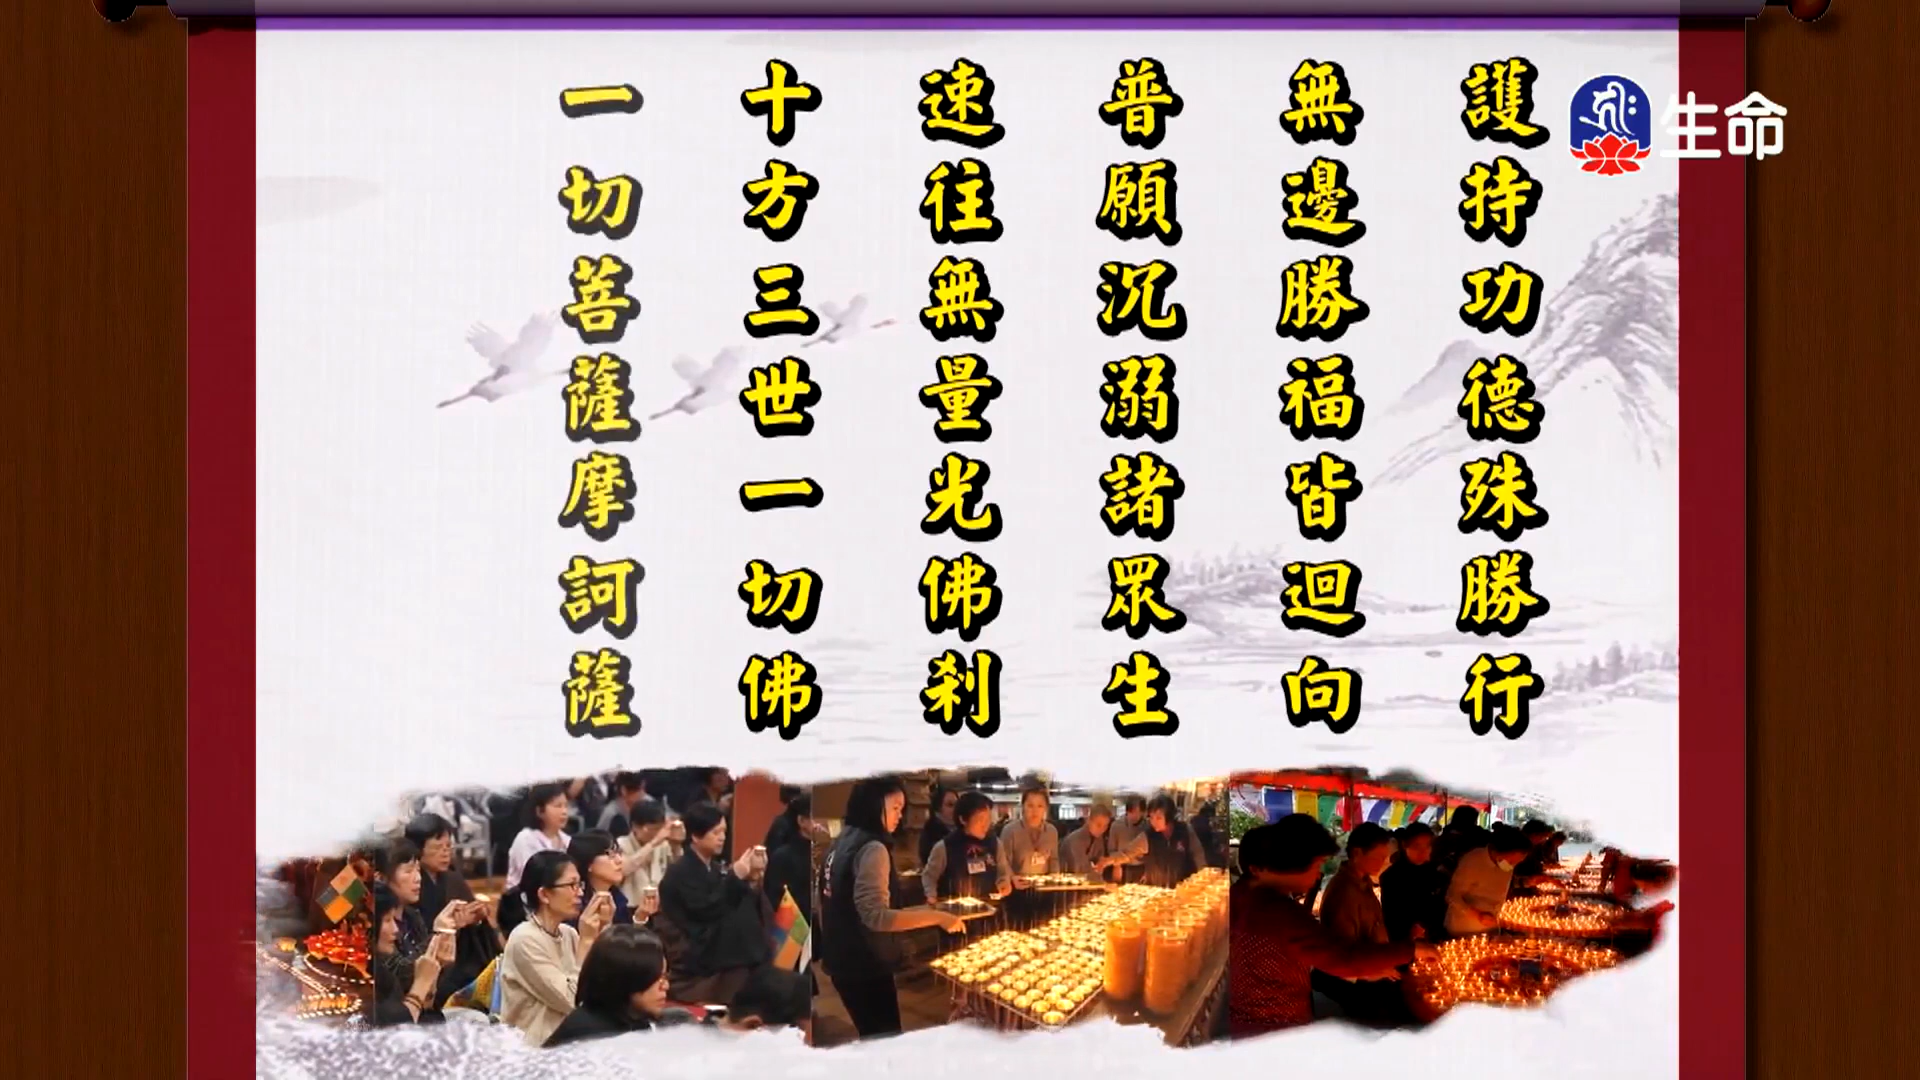 護持功德殊勝行
無邊勝福皆迴向
普願沉溺諸眾生
速往無量光佛剎
十方三世一切佛
一切菩薩摩訶薩
生命